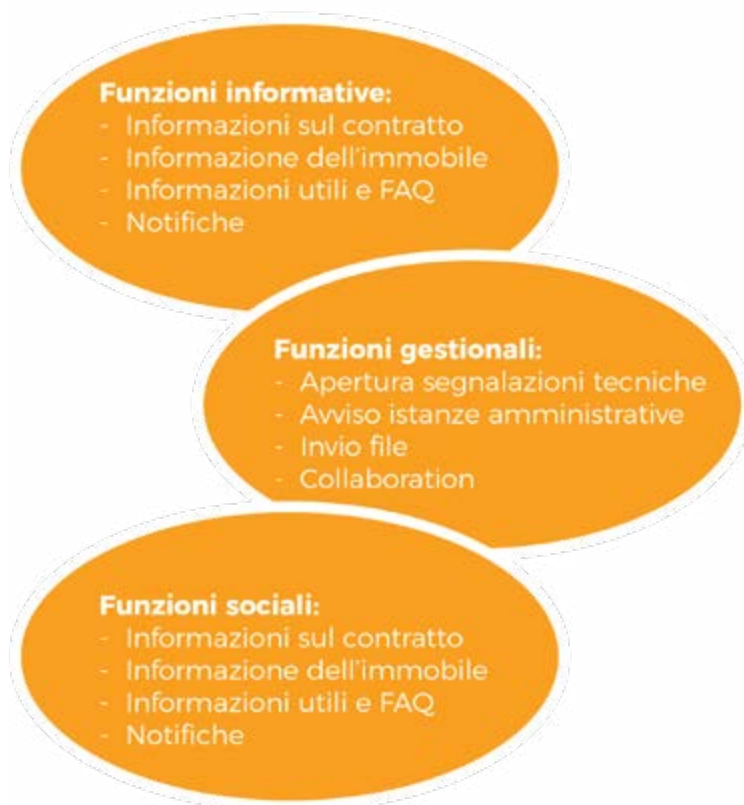 Funzioni informative:
- Informazioni sul contratto
- Informazione dell'immobile
- Informazioni utili e FAQ
- Notifiche
Funzioni gestionali:
- Apertura segnalazioni tecniche
- Avviso istanze amministrative
- Invio file
- Collaboration
Funzioni sociali:
- Informazioni sul contratto
- Informazione dell'immobile
- Informazioni utili e FAQ
- Notifiche